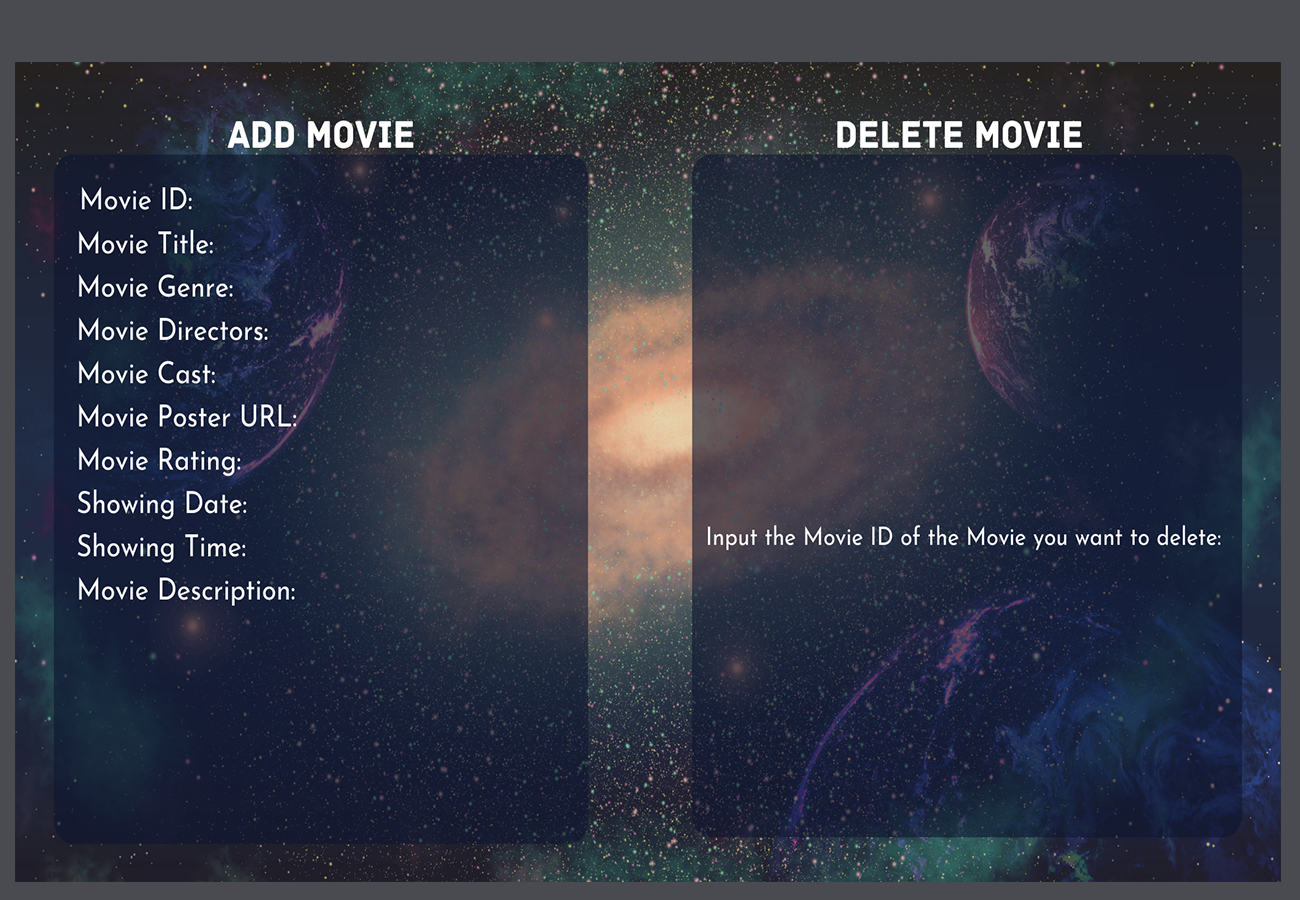 ADD MOVIE
Movie ID:
Movie Title:
Movie Genre:
Movie Directors:
Movie Cast:
Movie Poster URL:
Movie Rating:
Showing Date:
Showing Time:
Movie Description:
DELETE MOVIE
Input the Movie ID of the Movie you want to delete: